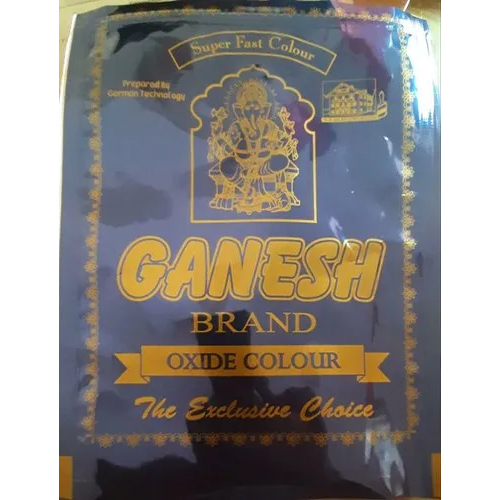 Super Fast Colour
Prepared By
German Technology
GANESH
BRAND
OXIDE COLOUR
The Exclusive Choice